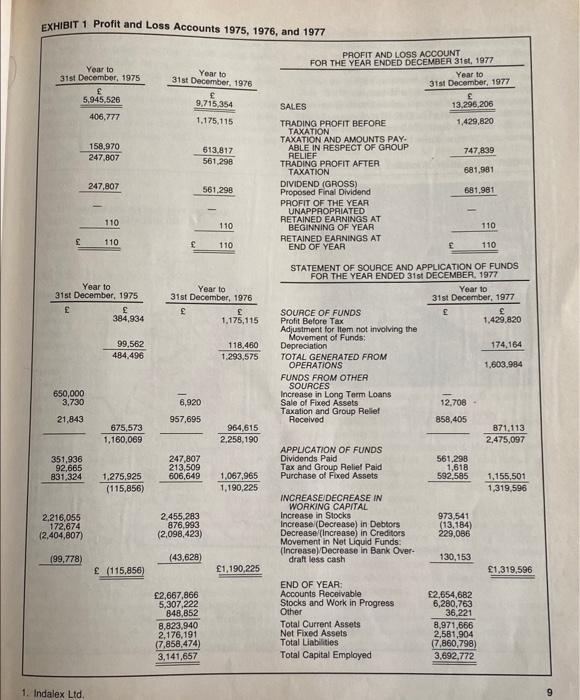 EXHIBIT 1 Profit and Loss Accounts 1975, 1976, and 1977
PROFIT AND LOSS ACCOUNT
FOR THE YEAR ENDED DECEMBER 31st, 1977
Year to 31st December, 1975 Year to 31st December, 1976 Year to 31st December, 1977
£ £ £
5,945,526 9,715,354 SALES 13,296,206
406,777 1,175,115 TRADING PROFIT BEFORE TAXATION 1,429,820
158,970 613,817 TAXATION AND AMOUNTS PAY-ABLE IN RESPECT OF GROUP RELIEF 747,839
247,807 561,298 TRADING PROFIT AFTER TAXATION 681,981
247,807 561,298 DIVIDEND (GROSS) Proposed Final Dividend 681,981
— — PROFIT OF THE YEAR UNAPPROPRIATED —
110 110 RETAINED EARNINGS AT BEGINNING OF YEAR 110
£ 110 £ 110 RETAINED EARNINGS AT END OF YEAR £ 110
STATEMENT OF SOURCE AND APPLICATION OF FUNDS
FOR THE YEAR ENDED 31st DECEMBER, 1977
Year to 31st December, 1975 Year to 31st December, 1976 Year to 31st December, 1977
£ £ £ £ SOURCE OF FUNDS £ £
384,934 1,175,115 Profit Before Tax 1,429,820
Adjustment for Item not involving the
Movement of Funds:
99,562 118,460 Depreciation 174,164
484,496 1,293,575 TOTAL GENERATED FROM OPERATIONS 1,603,984
FUNDS FROM OTHER
SOURCES
650,000 — Increase in Long Term Loans —
3,730 6,920 Sale of Fixed Assets 12,708
21,843 957,695 Taxation and Group Relief Received 858,405
675,573 964,615 871,113
1,160,069 2,258,190 2,475,097
APPLICATION OF FUNDS
351,936 247,807 Dividends Paid 561,298
92,665 213,509 Tax and Group Relief Paid 1,618
831,324 1,275,925 606,649 1,067,965 Purchase of Fixed Assets 592,585 1,155,501
(115,856) 1,190,225 1,319,596
INCREASE/DECREASE IN
WORKING CAPITAL
2,216,055 2,455,283 Increase in Stocks 973,541
172,674 876,993 Increase/(Decrease) in Debtors (13,184)
(2,404,807) (2,098,423) Decrease/(Increase) in Creditors 229,086
Movement in Net Liquid Funds:
(Increase)/Decrease in Bank Over-
(99,778) (43,628) draft less cash 130,153
£ (115,856) £1,190,225 £1,319,596
END OF YEAR:
£2,667,866 Accounts Receivable £2,654,682
5,307,222 Stocks and Work in Progress 6,280,763
848,852 Other 36,221
8,823,940 Total Current Assets 8,971,666
2,176,191 Net Fixed Assets 2,581,904
(7,858,474) Total Liabilities (7,860,798)
3,141,657 Total Capital Employed 3,692,772
1. Indalex Ltd. 9